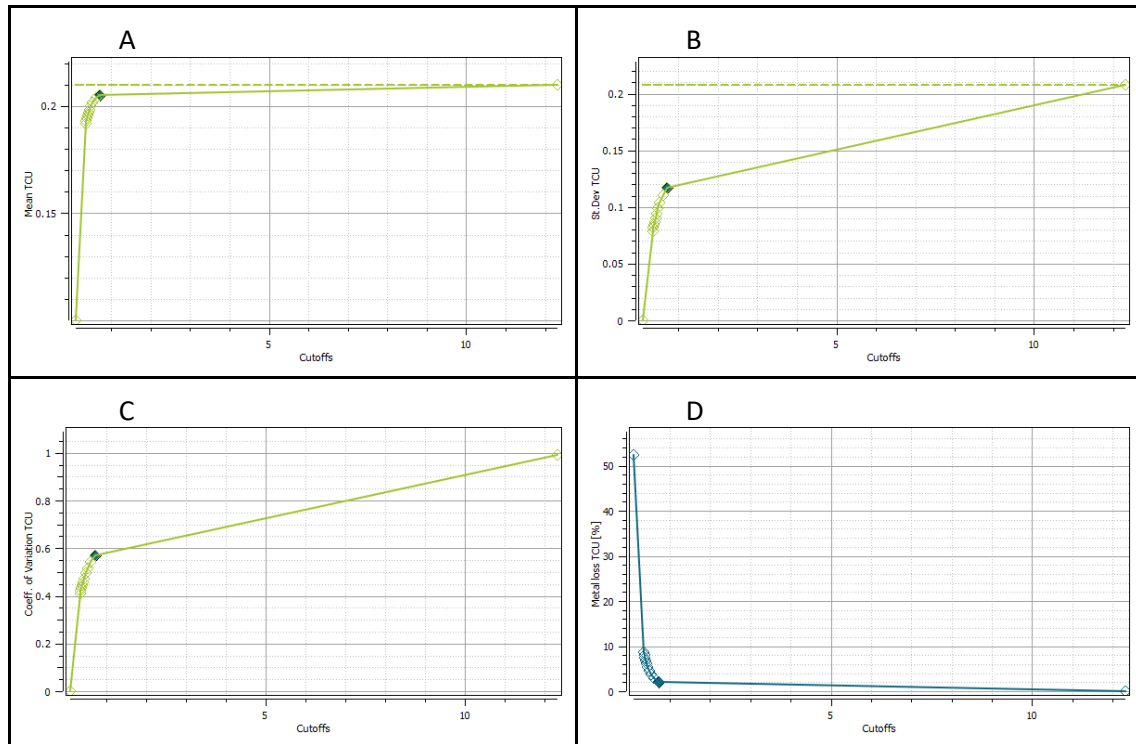 A
Mean TCU
0.2
0.15
5
10
Cutoffs
B
St.Dev TCU
0.2
0.15
0.1
0.05
0
5
10
Cutoffs
C
Coeff. of Variation TCU
1
0.8
0.6
0.4
0.2
0
5
10
Cutoffs
D
Metal loss TCU [%]
50
40
30
20
10
0
5
10
Cutoffs